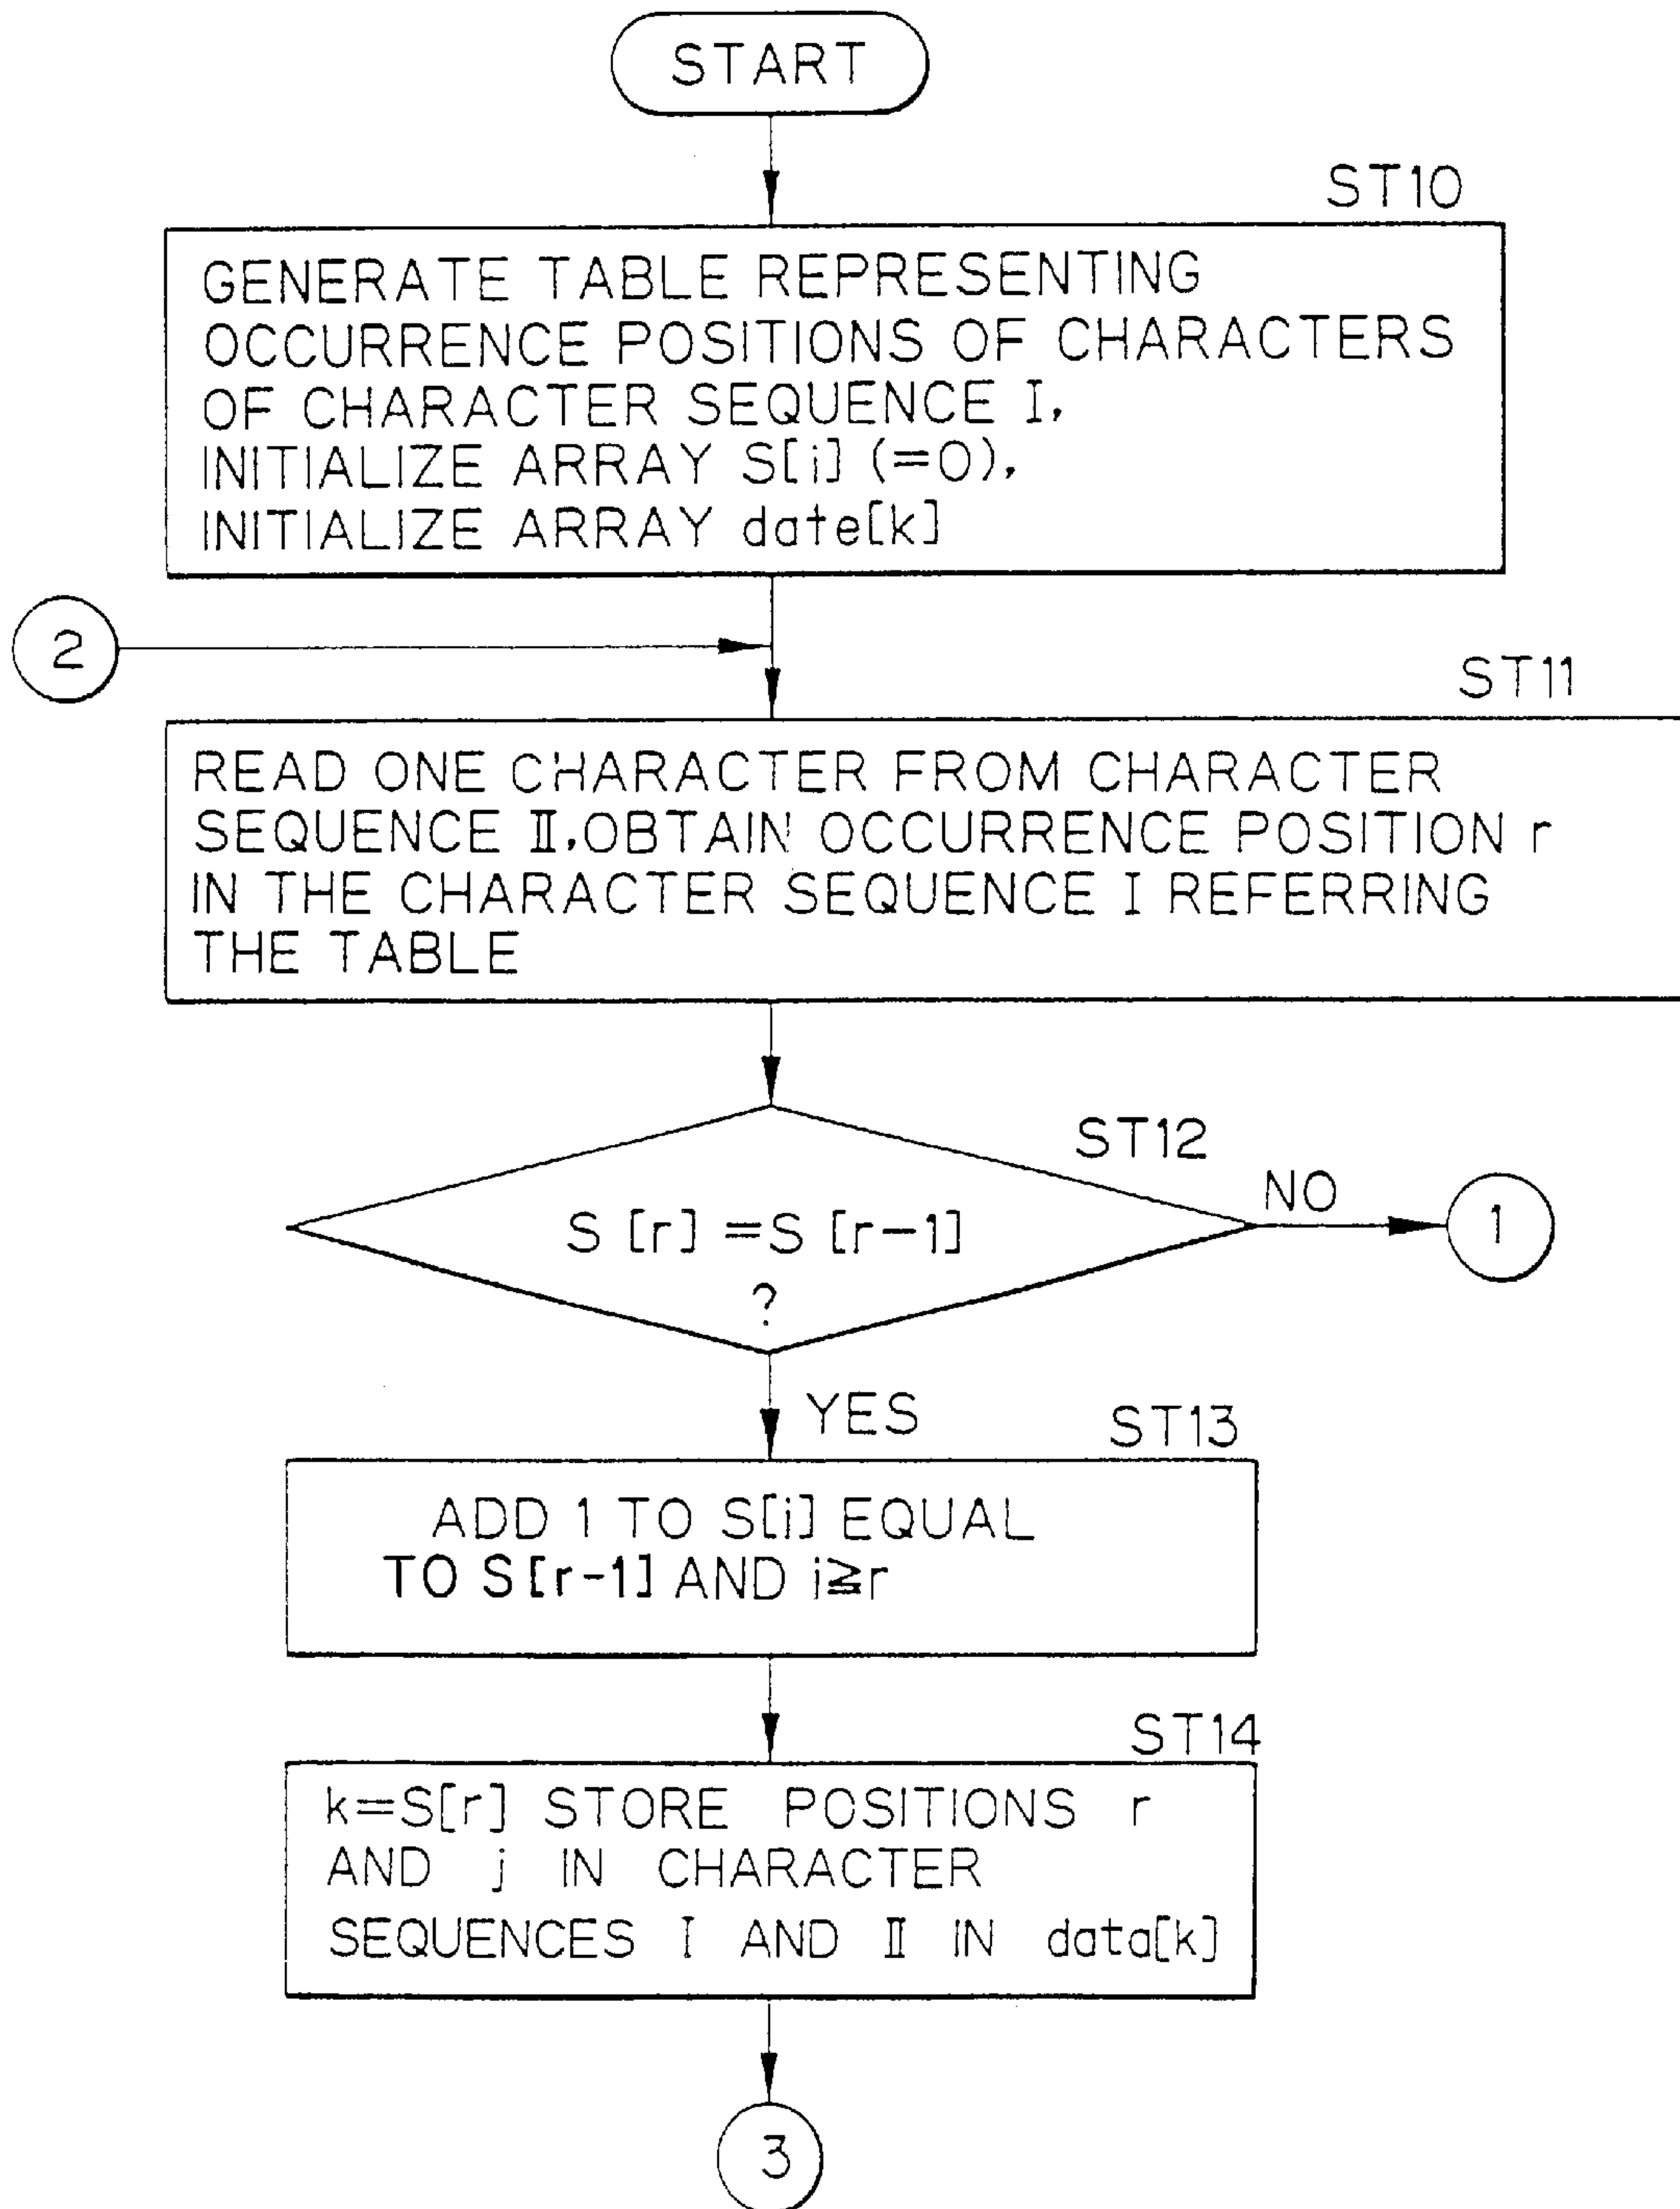 START
ST10
GENERATE TABLE REPRESENTING
OCCURRENCE POSITIONS OF CHARACTERS
OF CHARACTER SEQUENCE I,
INITIALIZE ARRAY S[i] (=0),
INITIALIZE ARRAY date[k]
2
ST11
READ ONE CHARACTER FROM CHARACTER
SEQUENCE II, OBTAIN OCCURRENCE POSITION r
IN THE CHARACTER SEQUENCE I REFERRING
THE TABLE
ST12
S [r] =S [r-1]
?
NO
1
YES
ST13
ADD 1 TO S[i] EQUAL
TO S[r-1] AND i≧r
ST14
k=S[r] STORE POSITIONS r
AND j IN CHARACTER
SEQUENCES I AND II IN data[k]
3